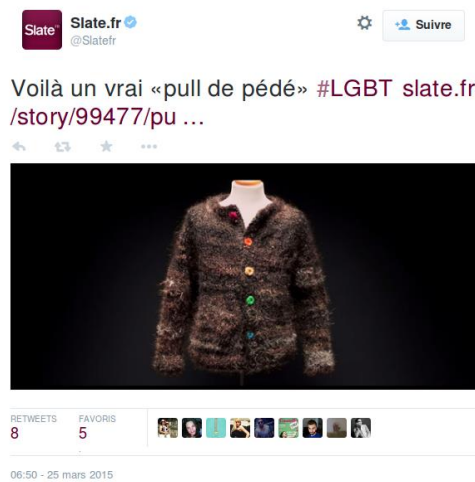 Slate™
Slate.fr
@Slatefr
Suivre
Voilà un vrai «pull de pédé» #LGBT slate.fr
/story/99477/pu …
RETWEETS FAVORIS
8 5
06:50 - 25 mars 2015